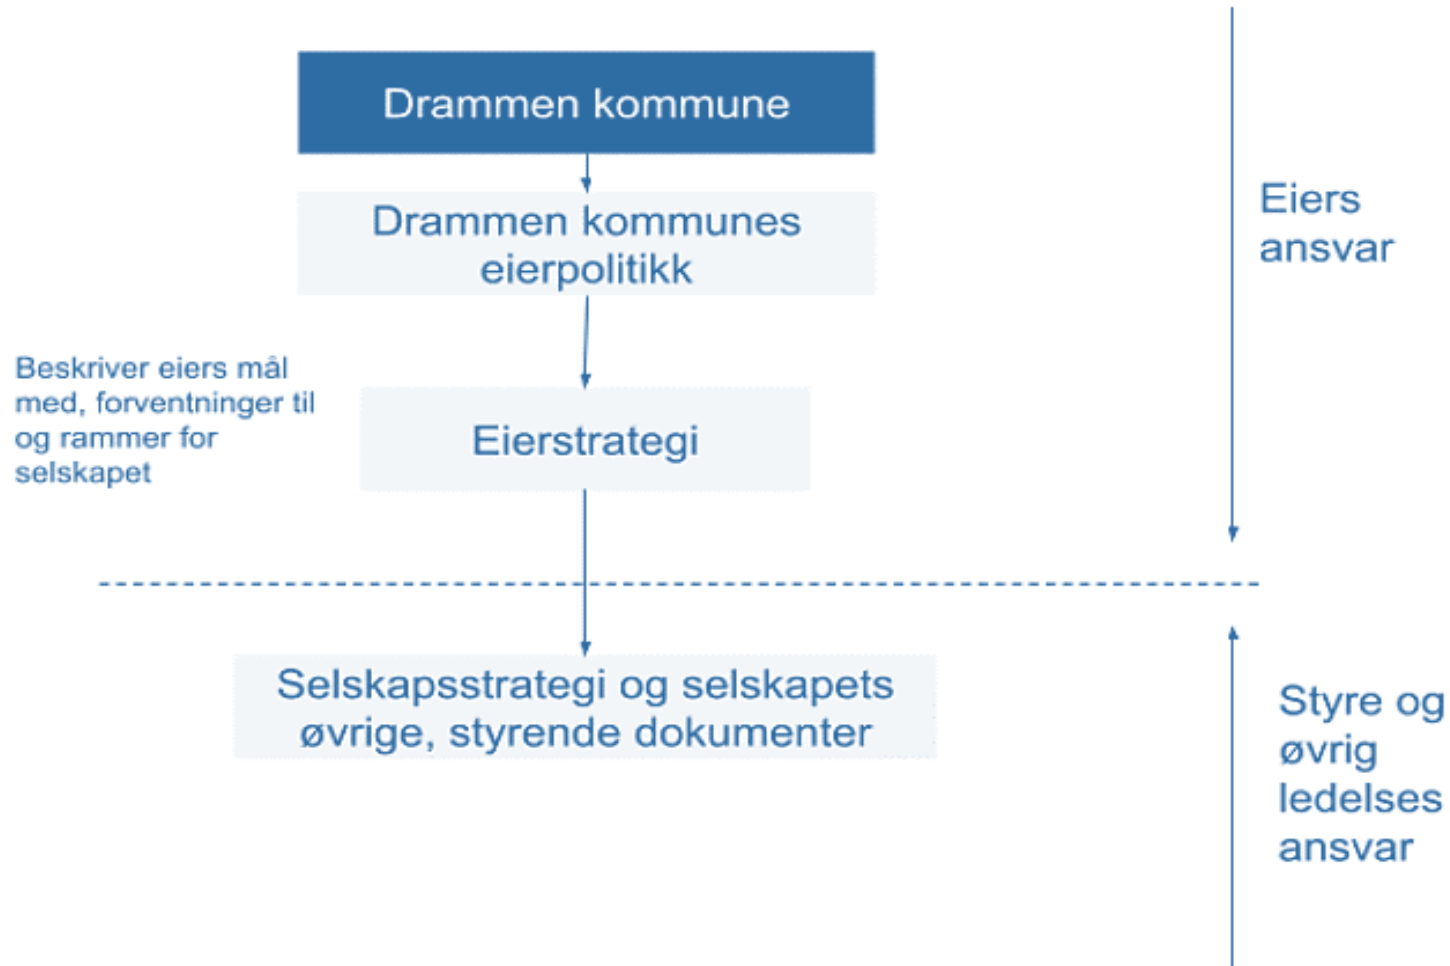 Drammen kommune
Drammen kommunes
eierpolitikk
Eiers
ansvar
Beskriver eiers mål
med, forventninger til
og rammer for
selskapet
Eierstrategi
Selskapsstrategi og selskapets
øvrige, styrende dokumenter
Styre og
øvrig
ledelses
ansvar